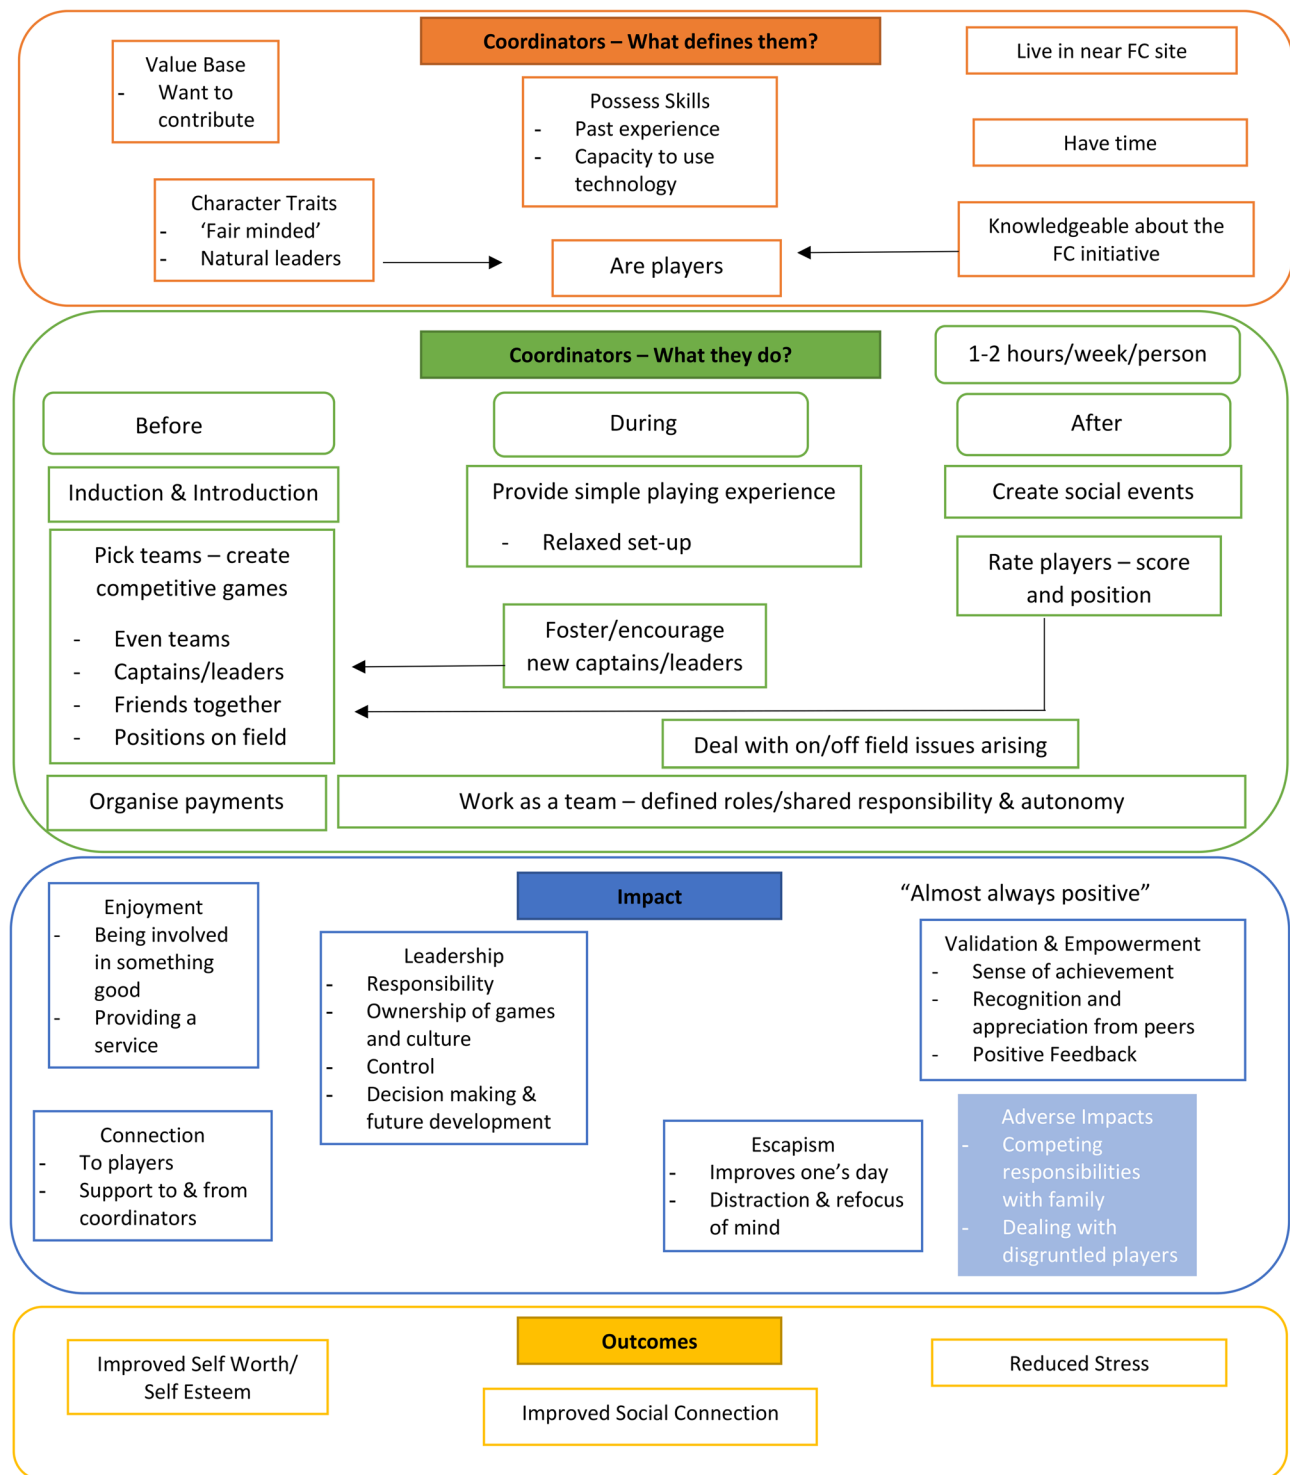 Coordinators – What defines them?
Value Base
- Want to
contribute
Possess Skills
- Past experience
- Capacity to use
technology
Live in near FC site
Have time
Character Traits
- ‘Fair minded’
- Natural leaders
Are players
Knowledgeable about the
FC initiative
Coordinators – What they do?
1-2 hours/week/person
Before
During
After
Induction & Introduction
Pick teams – create
competitive games
- Even teams
- Captains/leaders
- Friends together
- Positions on field
Organise payments
Provide simple playing experience
- Relaxed set-up
Foster/encourage
new captains/leaders
Create social events
Rate players – score
and position
Deal with on/off field issues arising
Work as a team – defined roles/shared responsibility & autonomy
Impact
“Almost always positive”
Enjoyment
- Being involved
in something
good
- Providing a
service
Leadership
- Responsibility
- Ownership of games
and culture
- Control
- Decision making &
future development
Validation & Empowerment
- Sense of achievement
- Recognition and
appreciation from peers
- Positive Feedback
Connection
- To players
- Support to & from
coordinators
Escapism
- Improves one’s day
- Distraction & refocus
of mind
Adverse Impacts
- Competing
responsibilities
with family
- Dealing with
disgruntled players
Outcomes
Improved Self Worth/
Self Esteem
Improved Social Connection
Reduced Stress